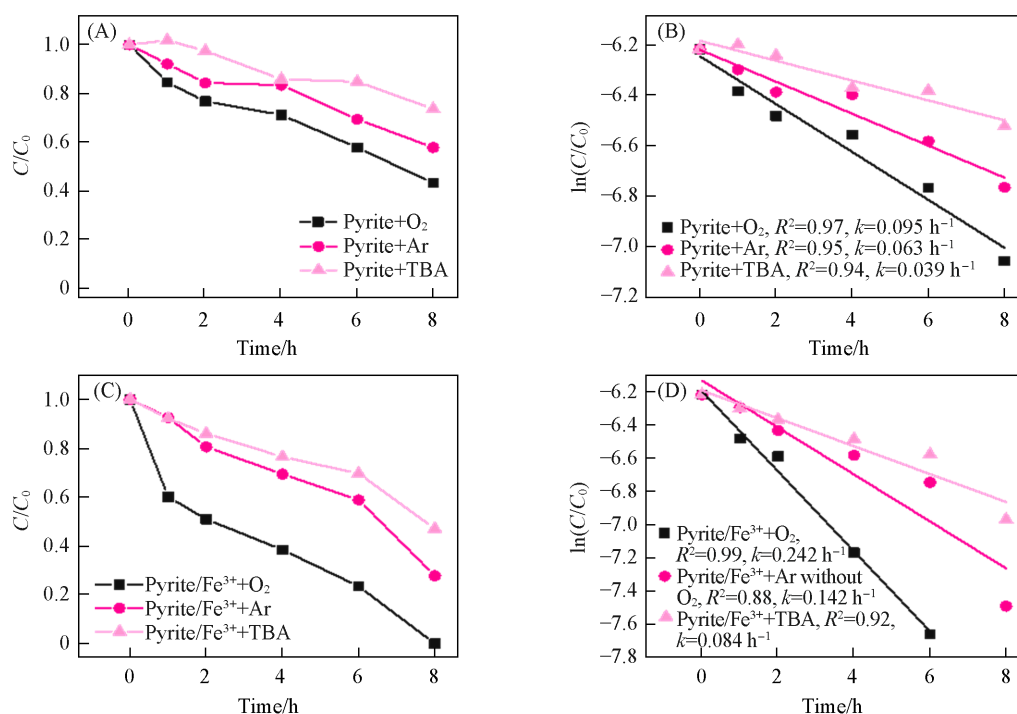 (A)
C/C₀
1.0
0.8
0.6
0.4
0.2
0
Pyrite+O₂
Pyrite+Ar
Pyrite+TBA
0 2 4 6 8
Time/h
(B)
ln(C/C₀)
−6.2
−6.4
−6.6
−6.8
−7.0
−7.2
Pyrite+O₂, R²=0.97, k=0.095 h⁻¹
Pyrite+Ar, R²=0.95, k=0.063 h⁻¹
Pyrite+TBA, R²=0.94, k=0.039 h⁻¹
0 2 4 6 8
Time/h
(C)
C/C₀
1.0
0.8
0.6
0.4
0.2
0
Pyrite/Fe³⁺+O₂
Pyrite/Fe³⁺+Ar
Pyrite/Fe³⁺+TBA
0 2 4 6 8
Time/h
(D)
ln(C/C₀)
−6.2
−6.4
−6.6
−6.8
−7.0
−7.2
−7.4
−7.6
−7.8
Pyrite/Fe³⁺+O₂,
R²=0.99, k=0.242 h⁻¹
Pyrite/Fe³⁺+Ar without
O₂, R²=0.88, k=0.142 h⁻¹
Pyrite/Fe³⁺+TBA, R²=0.92,
k=0.084 h⁻¹
0 2 4 6 8
Time/h